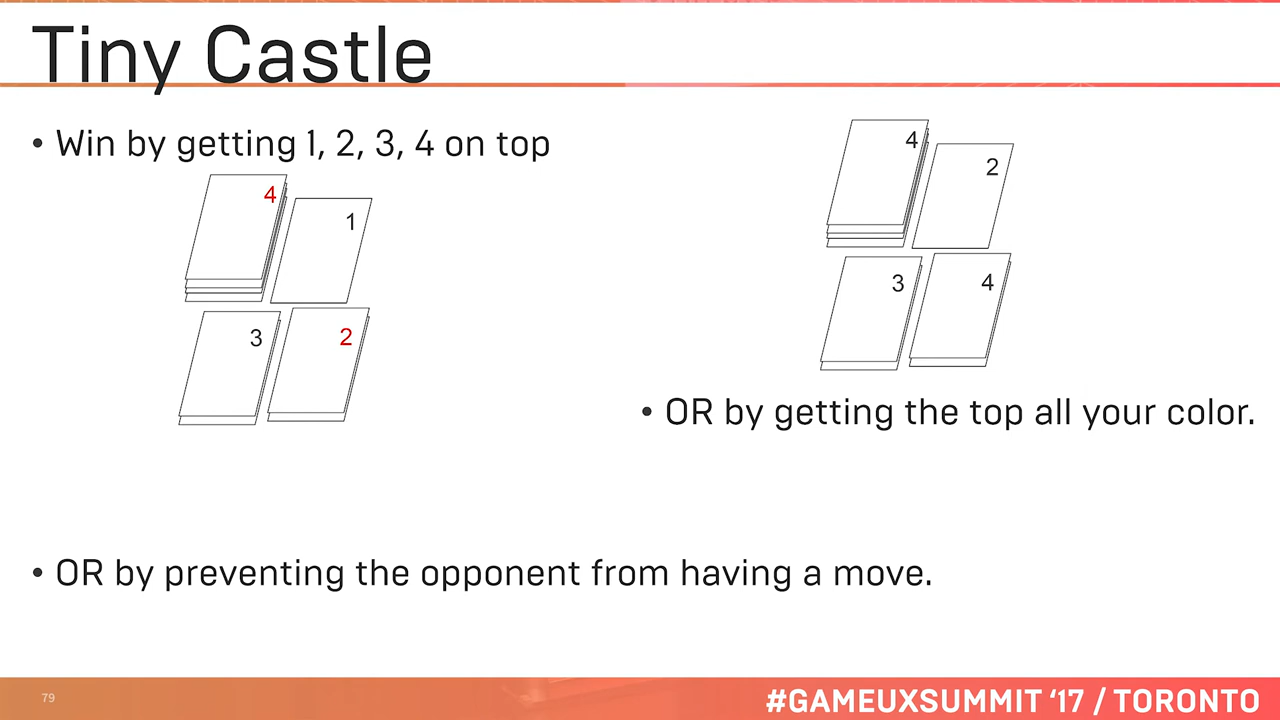 Tiny Castle
• Win by getting 1, 2, 3, 4 on top
4
1
3
2
4
2
3
4
• OR by getting the top all your color.
• OR by preventing the opponent from having a move.
79
#GAMEUXSUMMIT ‘17 / TORONTO